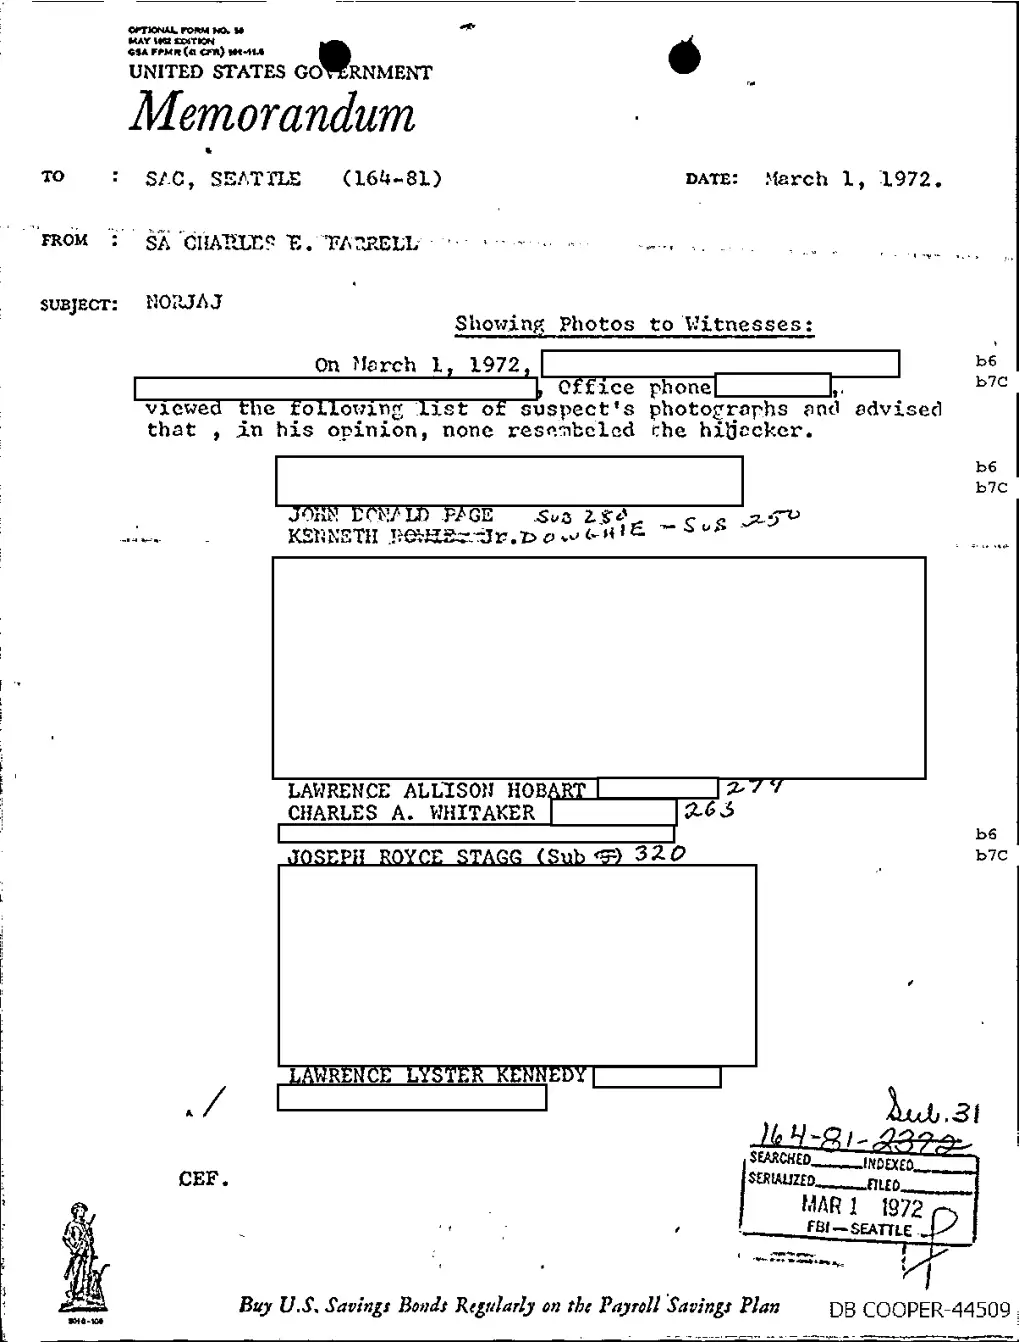 OPTIONAL FORM NO. 10
MAY 1962 EDITION
GSA FPMR (41 CFR) 101-11.6
UNITED STATES GOVERNMENT
Memorandum
TO : SAC, SEATTLE (164-81) DATE: March 1, 1972.
FROM : SA CHARLES E. FARRELL
SUBJECT: NORJAJ
Showing Photos to Witnesses:
On March 1, 1972, b6
, Office phone , b7C
viewed the following list of suspect's photographs and advised
that , in his opinion, none resembeled the hijacker.
b6
b7C
JOHN DONALD PAGE Sub 280
KENNETH Jr. DOWGHIE - Sub 250
LAWRENCE ALLISON HOBART 274
CHARLES A. WHITAKER 263
b6
JOSEPH ROYCE STAGG (Sub ) 320 b7C
LAWRENCE LYSTER KENNEDY
Sub. 31
164-81-2392
SEARCHED INDEXED
SERIALIZED FILED
CEF.
MAR 1 1972
FBI-SEATTLE
5010-108
Buy U.S. Savings Bonds Regularly on the Payroll Savings Plan
DB COOPER-44509